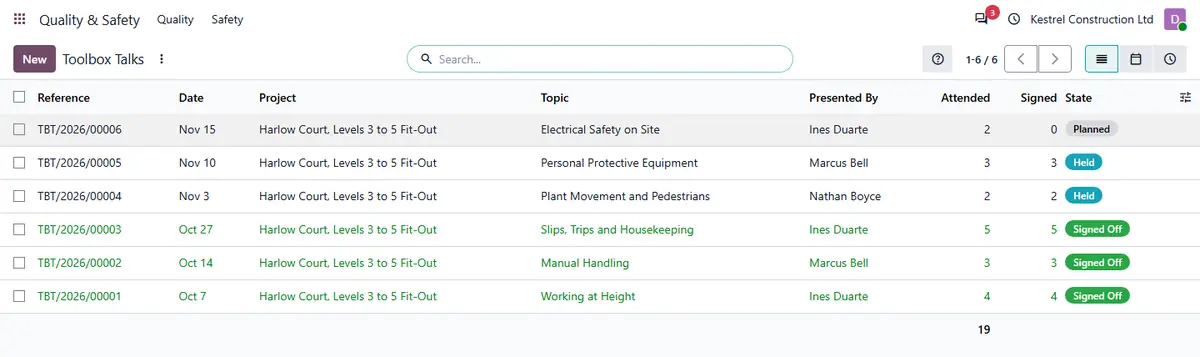 Quality & Safety Quality Safety 3 Kestrel Construction Ltd D
New Toolbox Talks Search... 1-6 / 6
Reference Date Project Topic Presented By Attended Signed State
TBT/2026/00006 Nov 15 Harlow Court, Levels 3 to 5 Fit-Out Electrical Safety on Site Ines Duarte 2 0 Planned
TBT/2026/00005 Nov 10 Harlow Court, Levels 3 to 5 Fit-Out Personal Protective Equipment Marcus Bell 3 3 Held
TBT/2026/00004 Nov 3 Harlow Court, Levels 3 to 5 Fit-Out Plant Movement and Pedestrians Nathan Boyce 2 2 Held
TBT/2026/00003 Oct 27 Harlow Court, Levels 3 to 5 Fit-Out Slips, Trips and Housekeeping Ines Duarte 5 5 Signed Off
TBT/2026/00002 Oct 14 Harlow Court, Levels 3 to 5 Fit-Out Manual Handling Marcus Bell 3 3 Signed Off
TBT/2026/00001 Oct 7 Harlow Court, Levels 3 to 5 Fit-Out Working at Height Ines Duarte 4 4 Signed Off
19